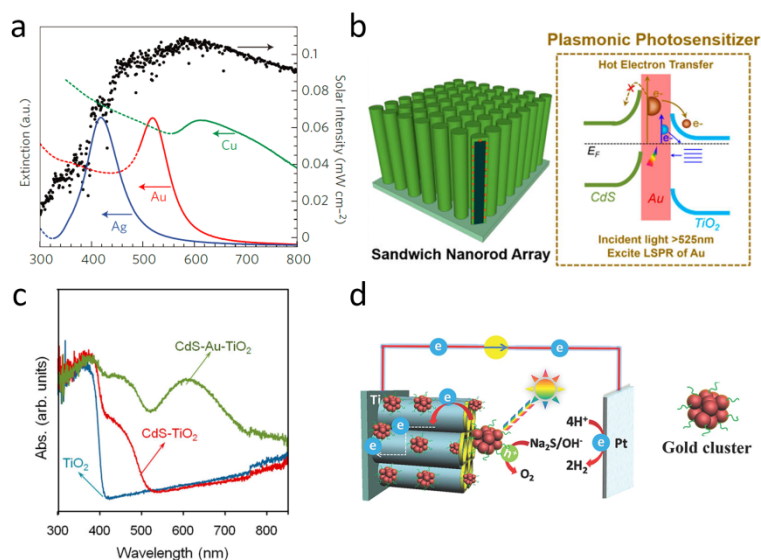 a
Extinction (a.u.)
Cu
Au
Ag
0.1
0.08
0.06
0.04
0.02
0
Solar Intensity (mW cm⁻²)
300 400 500 600 700 800
b
Plasmonic Photosensitizer
Hot Electron Transfer
e-
e-
e-
E_F
CdS
Au
TiO₂
Incident light >525nm
Excite LSPR of Au
Sandwich Nanorod Array
c
Abs. (arb. units)
CdS-Au-TiO₂
CdS-TiO₂
TiO₂
300 400 500 600 700 800
Wavelength (nm)
d
e
e
Ti
e
e
e
h⁺
Na₂S/OH⁻
O₂
4H⁺
e
Pt
2H₂
Gold cluster